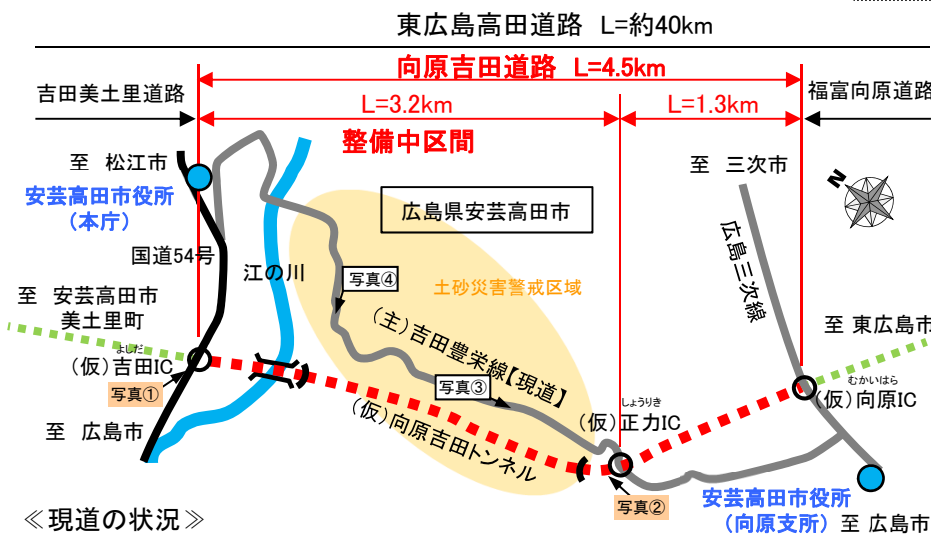 東広島高田道路 L=約40km
向原吉田道路 L=4.5km
吉田美土里道路
福富向原道路
L=3.2km
L=1.3km
整備中区間
至 松江市
至 三次市
安芸高田市役所
(本庁)
広島県安芸高田市
N
国道54号
江の川
写真④
土砂災害警戒区域
広島三次線
至 安芸高田市
美土里町
(主)吉田豊栄線【現道】
至 東広島市
よしだ
(仮)吉田IC
写真①
写真③
むかいはら
(仮)向原IC
しょうりき
(仮)正力IC
(仮)向原吉田トンネル
至 広島市
写真②
安芸高田市役所
(向原支所)
至 広島市
≪現道の状況≫